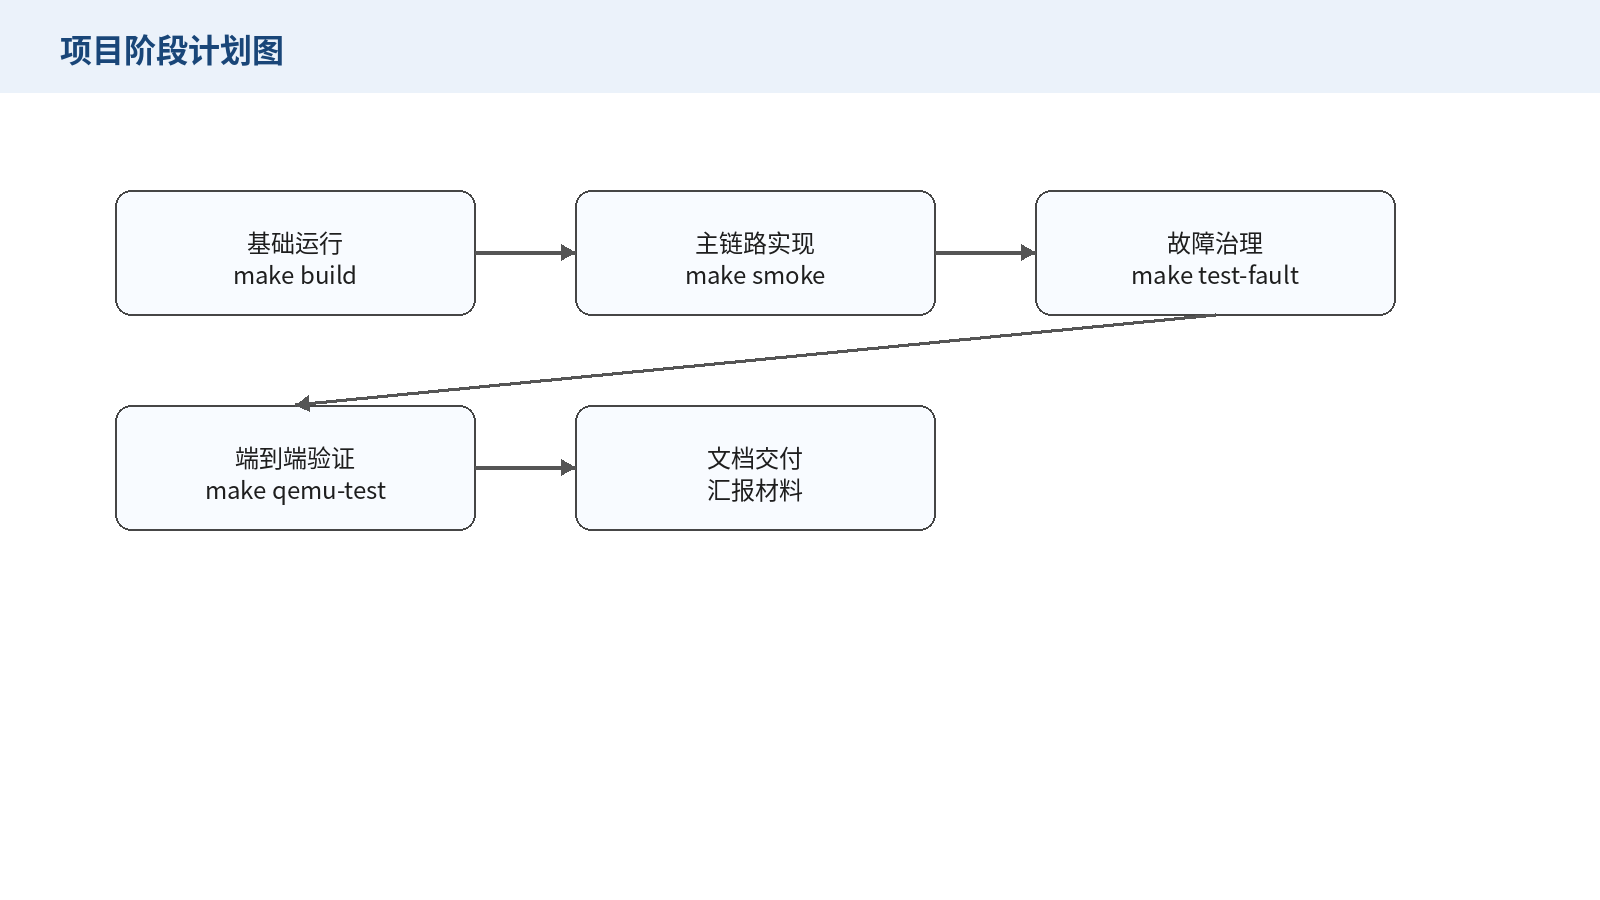 项目阶段计划图
基础运行
make build
主链路实现
make smoke
故障治理
make test-fault
端到端验证
make qemu-test
文档交付
汇报材料